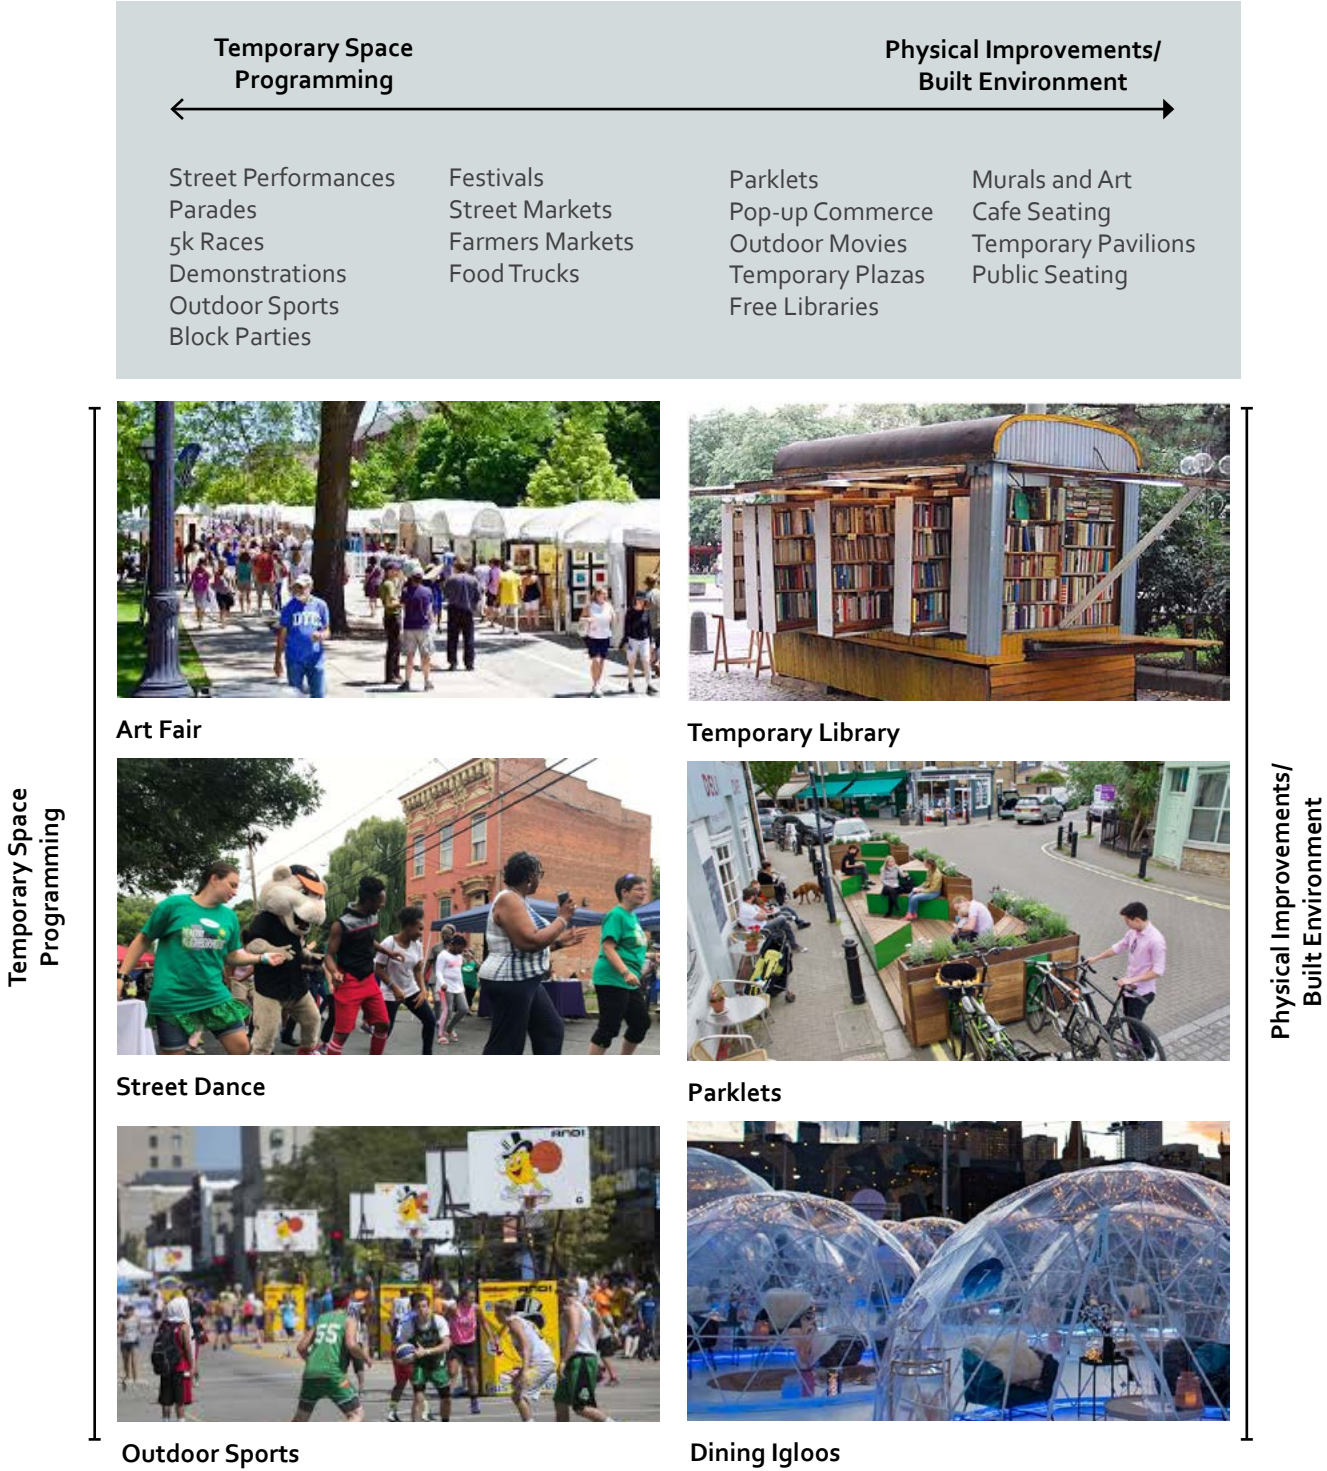 Temporary Space
Programming
Physical Improvements/
Built Environment
Street Performances
Parades
5k Races
Demonstrations
Outdoor Sports
Block Parties
Festivals
Street Markets
Farmers Markets
Food Trucks
Parklets
Pop-up Commerce
Outdoor Movies
Temporary Plazas
Free Libraries
Murals and Art
Cafe Seating
Temporary Pavilions
Public Seating
Temporary Space
Programming
DTC
Art Fair
Temporary Library
Street Dance
DELI
Parklets
55
Outdoor Sports
Dining Igloos
Physical Improvements/
Built Environment